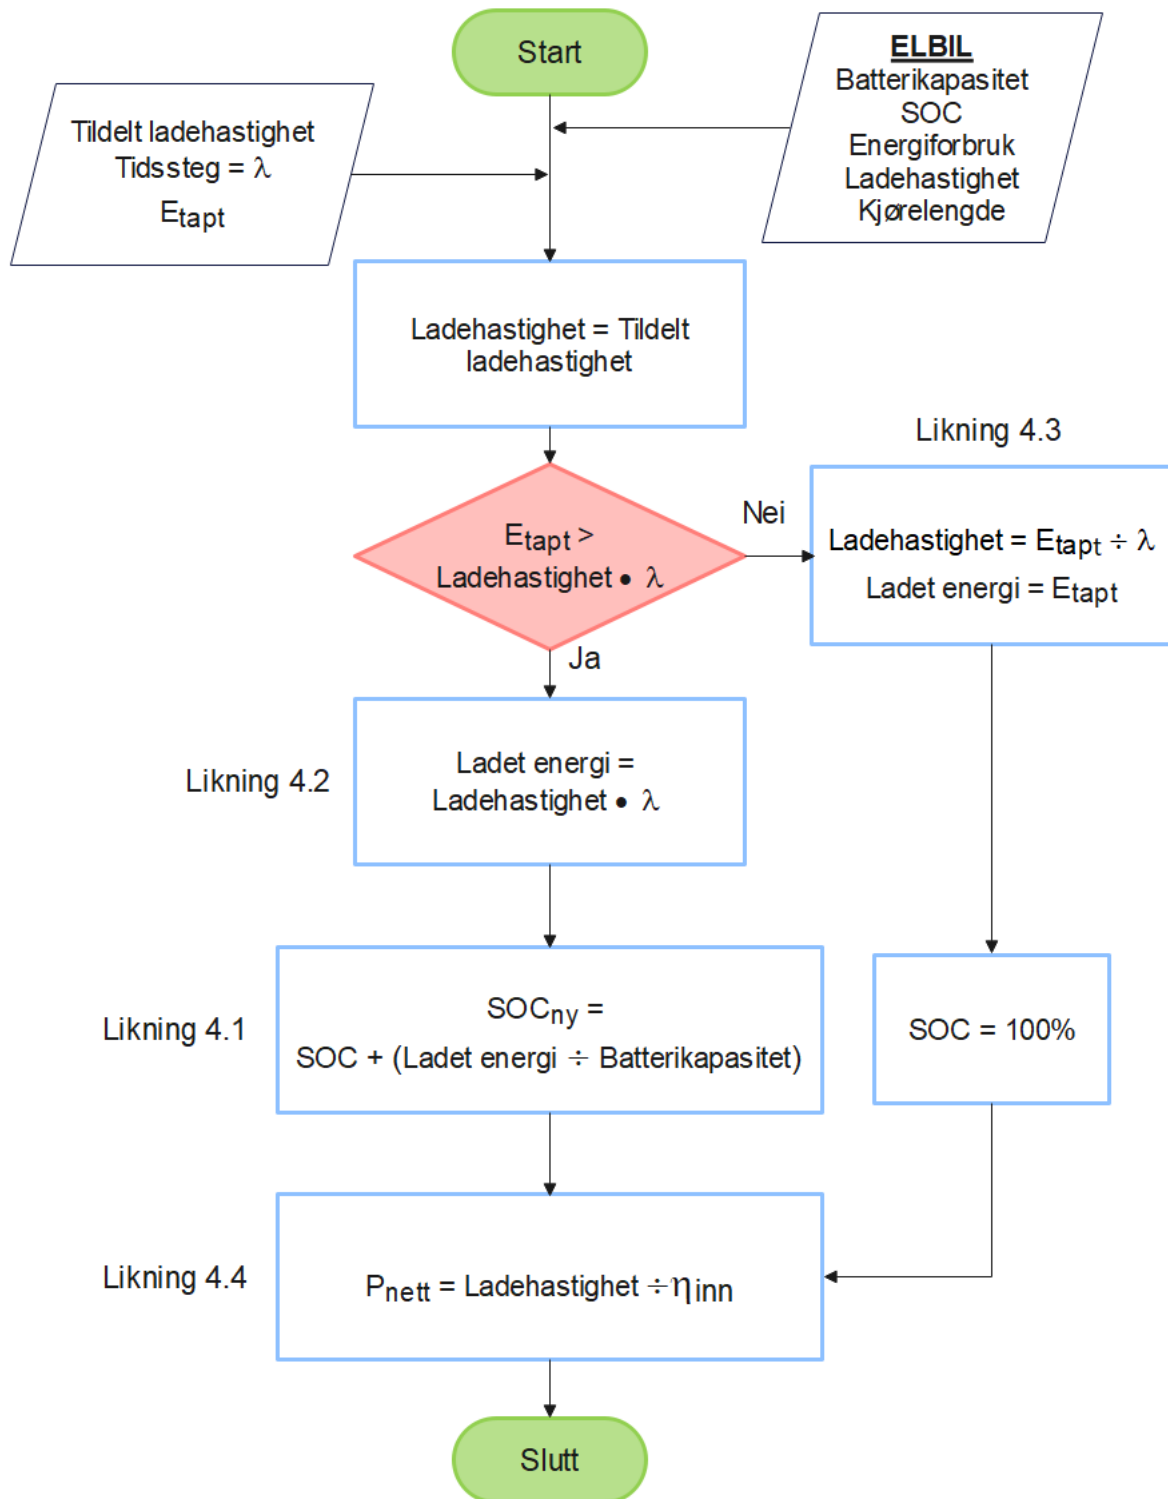 Start
ELBIL
Batterikapasitet
SOC
Energiforbruk
Ladehastighet
Kjørelengde
Tildelt ladehastighet
Tidssteg = λ
Etapt
Ladehastighet = Tildelt
ladehastighet
Likning 4.3
Etapt >
Ladehastighet • λ
Nei
Ladehastighet = Etapt ÷ λ
Ladet energi = Etapt
Ja
Likning 4.2
Ladet energi =
Ladehastighet • λ
Likning 4.1
SOCny =
SOC + (Ladet energi ÷ Batterikapasitet)
SOC = 100%
Likning 4.4
Pnett = Ladehastighet ÷ηinn
Slutt